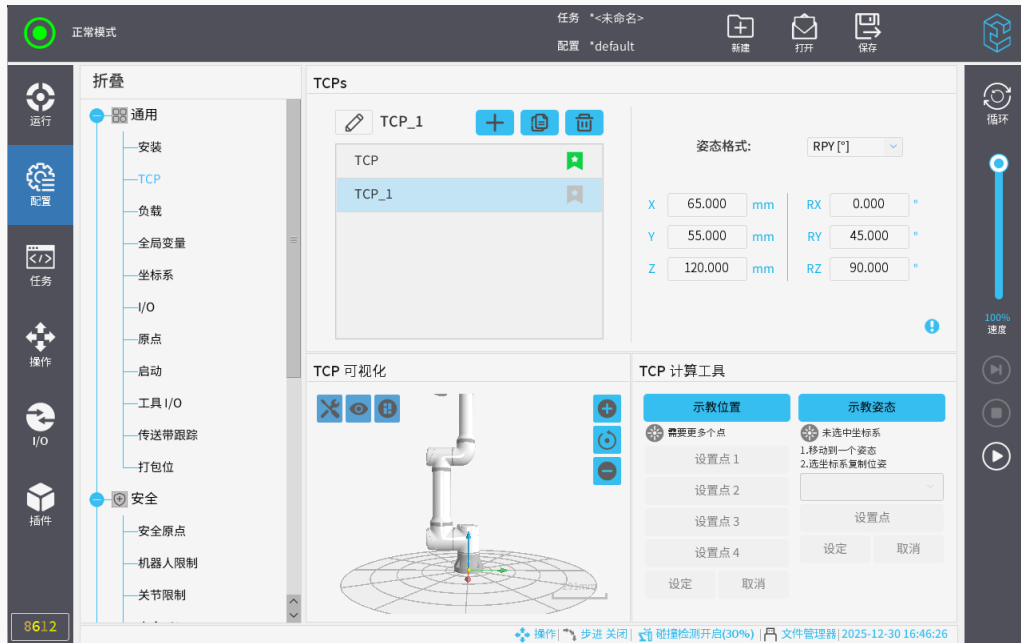 正常模式
任务 *<未命名>
配置 *default
新建
打开
保存
运行
配置
任务
操作
I/O
插件
8612
折叠
通用
安装
TCP
负载
全局变量
坐标系
I/O
原点
启动
工具 I/O
传送带跟踪
打包位
安全
安全原点
机器人限制
关节限制
TCPs
TCP_1
TCP
TCP_1
姿态格式:
RPY [°]
X 65.000 mm RX 0.000 °
Y 55.000 mm RY 45.000 °
Z 120.000 mm RZ 90.000 °
TCP 可视化
291mm
TCP 计算工具
示教位置
需要更多个点
设置点 1
设置点 2
设置点 3
设置点 4
设定 取消
示教姿态
未选中坐标系
1.移动到一个姿态
2.选坐标系复制位姿
设置点
设定 取消
循环
100%
速度
操作| 步进 关闭| 碰撞检测开启(30%) | 文件管理器| 2025-12-30 16:46:26